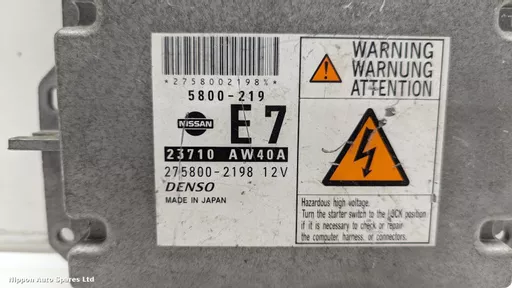 *2758002198%*
5800-219
NISSAN
E7
23710 AW40A
275800-2198 12V
DENSO
MADE IN JAPAN
WARNING
WARNUNG
ATTENTION
Hazardous high voltage.
Turn the starter switch to the LOCK position
if it is necessary to check or repair
the computer, harness, or connectors.
Nippon Auto Spares Ltd